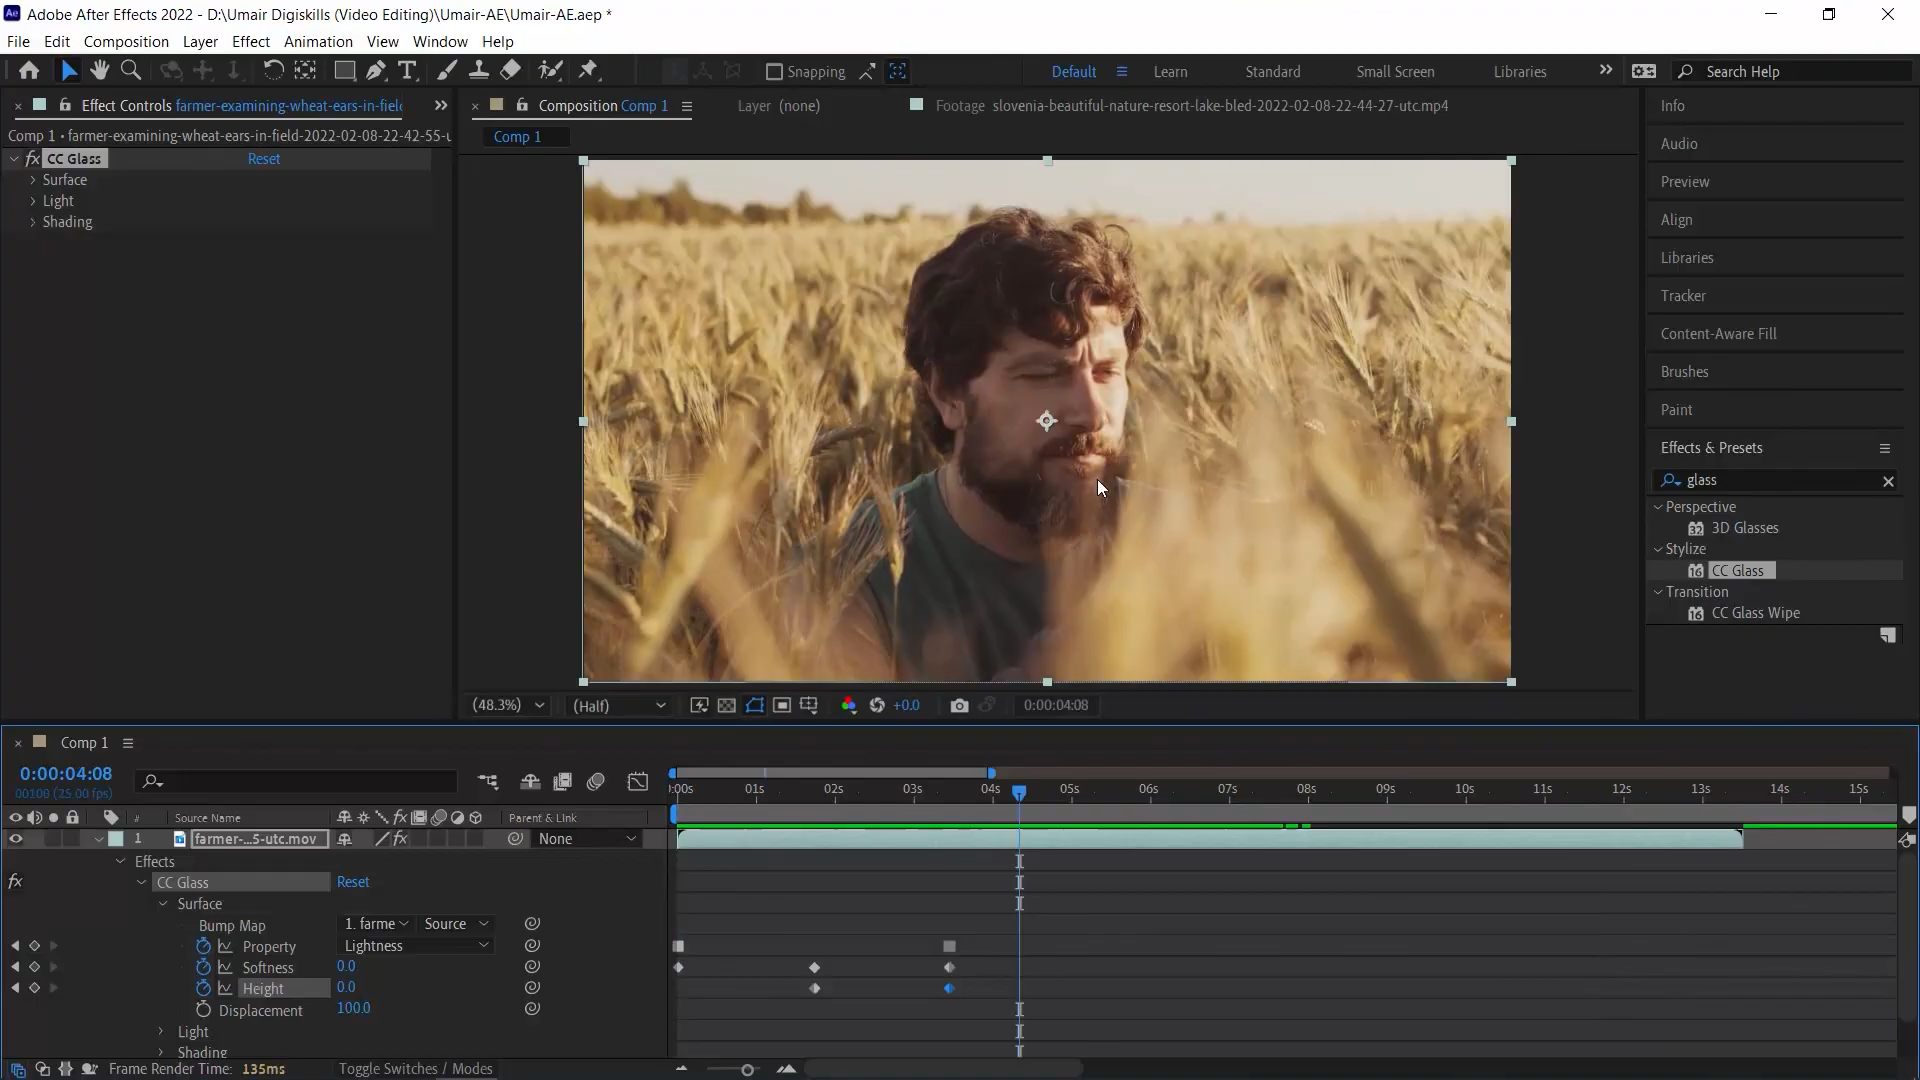 Ae Adobe After Effects 2022 - D:\Umair Digiskills (Video Editing)\Umair-AE\Umair-AE.aep *
File Edit Composition Layer Effect Animation View Window Help
Snapping Default Learn Standard Small Screen Libraries Search Help
Effect Controls farmer-examining-wheat-ears-in-fiel
Composition Comp 1 Layer (none) Footage slovenia-beautiful-nature-resort-lake-bled-2022-02-08-22-44-27-utc.mp4
Comp 1 • farmer-examining-wheat-ears-in-field-2022-02-08-22-42-55-u
Comp 1
fx CC Glass Reset
Surface
Light
Shading
Info
Audio
Preview
Align
Libraries
Tracker
Content-Aware Fill
Brushes
Paint
Effects & Presets
glass
Perspective
32 3D Glasses
Stylize
16 CC Glass
Transition
16 CC Glass Wipe
(48.3%) (Half) +0.0 0:00:04:08
Comp 1
0:00:04:08
00108 (25.00 fps)
:00s 01s 02s 03s 04s 05s 06s 07s 08s 09s 10s 11s 12s 13s 14s 15s
# Source Name fx Parent & Link
1 farmer-...5-utc.mov fx None
Effects
fx CC Glass Reset
Surface
Bump Map 1. farme Source
Property Lightness
Softness 0.0
Height 0.0
Displacement 100.0
Light
Shading
Frame Render Time: 135ms Toggle Switches / Modes